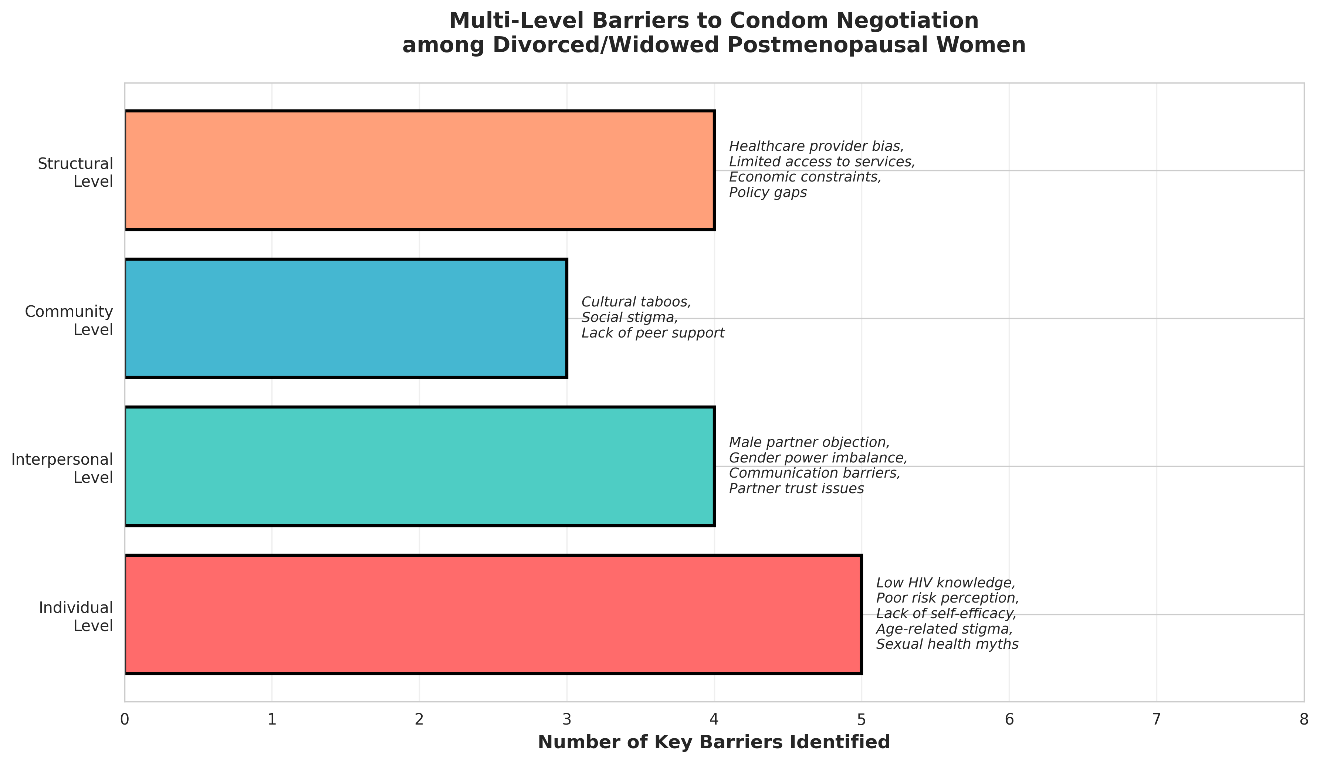 Multi-Level Barriers to Condom Negotiation
among Divorced/Widowed Postmenopausal Women
Structural
Level
Healthcare provider bias,
Limited access to services,
Economic constraints,
Policy gaps
Community
Level
Cultural taboos,
Social stigma,
Lack of peer support
Interpersonal
Level
Male partner objection,
Gender power imbalance,
Communication barriers,
Partner trust issues
Individual
Level
Low HIV knowledge,
Poor risk perception,
Lack of self-efficacy,
Age-related stigma,
Sexual health myths
0 1 2 3 4 5 6 7 8
Number of Key Barriers Identified